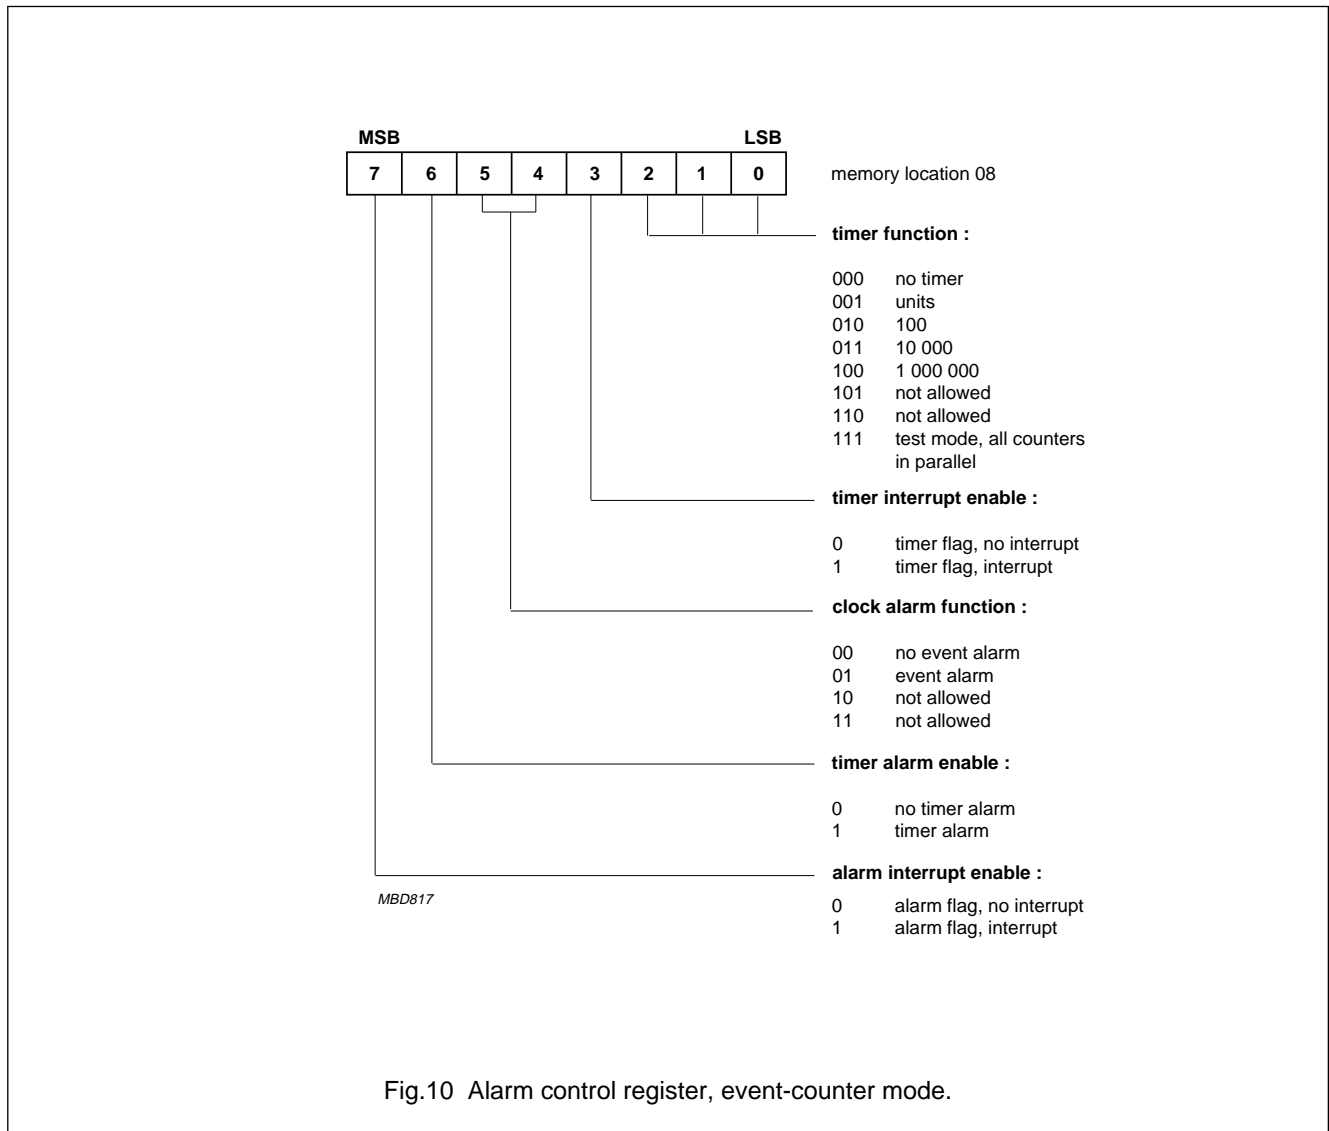 MSB LSB
7 6 5 4 3 2 1 0 memory location 08
timer function :
000 no timer
001 units
010 100
011 10 000
100 1 000 000
101 not allowed
110 not allowed
111 test mode, all counters
in parallel
timer interrupt enable :
0 timer flag, no interrupt
1 timer flag, interrupt
clock alarm function :
00 no event alarm
01 event alarm
10 not allowed
11 not allowed
timer alarm enable :
0 no timer alarm
1 timer alarm
alarm interrupt enable :
MBD817
0 alarm flag, no interrupt
1 alarm flag, interrupt
Fig.10 Alarm control register, event-counter mode.